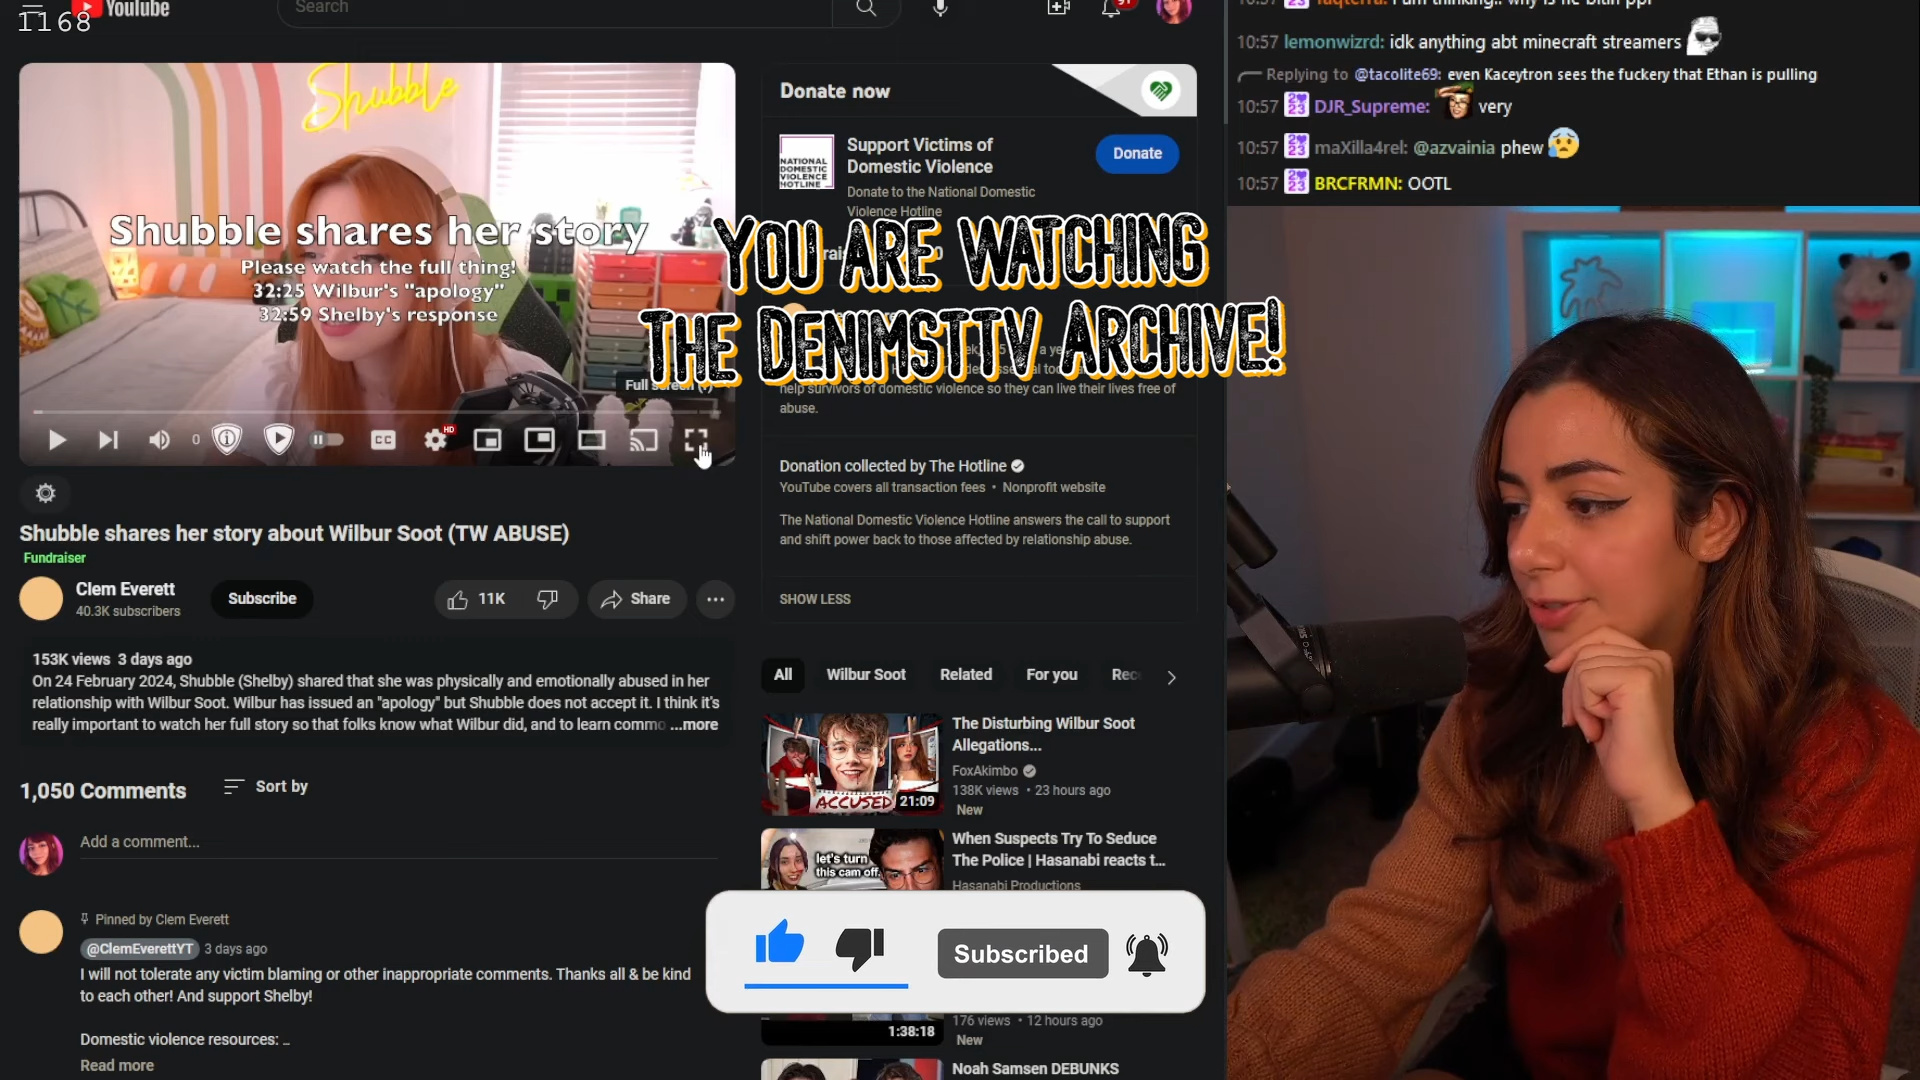 1168
YouTube
Search
91
Shubble
Shubble shares her story
Please watch the full thing!
32:25 Wilbur's "apology"
32:59 Shelby's response
0
CC
HD
Shubble shares her story about Wilbur Soot (TW ABUSE)
Fundraiser
Clem Everett
40.3K subscribers
Subscribe
11K
Share
153K views 3 days ago
On 24 February 2024, Shubble (Shelby) shared that she was physically and emotionally abused in her
relationship with Wilbur Soot. Wilbur has issued an "apology" but Shubble does not accept it. I think it's
really important to watch her full story so that folks know what Wilbur did, and to learn commo ...more
1,050 Comments
Sort by
Add a comment...
Pinned by Clem Everett
@ClemEverettYT 3 days ago
I will not tolerate any victim blaming or other inappropriate comments. Thanks all & be kind
to each other! And support Shelby!
Domestic violence resources: ..
Read more
Donate now
NATIONAL
DOMESTIC
VIOLENCE
HOTLINE
Support Victims of
Domestic Violence
Donate
Donate to the National Domestic
Violence Hotline
YOU ARE WATCHING
THE DENIMSTTV ARCHIVE!
help survivors of domestic violence so they can live their lives free of
abuse.
Donation collected by The Hotline
YouTube covers all transaction fees • Nonprofit website
The National Domestic Violence Hotline answers the call to support
and shift power back to those affected by relationship abuse.
SHOW LESS
All
Wilbur Soot
Related
For you
Rec
ACCUSED
21:09
The Disturbing Wilbur Soot
Allegations...
FoxAkimbo
138K views • 23 hours ago
New
let's turn
this cam off.
When Suspects Try To Seduce
The Police | Hasanabi reacts t...
Hasanabi Productions
Subscribed
176 views • 12 hours ago
New
1:38:18
Noah Samsen DEBUNKS
10:57 lemonwizrd: idk anything abt minecraft streamers
Replying to @tacolite69: even Kaceytron sees the fuckery that Ethan is pulling
10:57 DJR_Supreme: very
10:57 maXilla4rel: @azvainia phew
10:57 BRCFRMN: OOTL